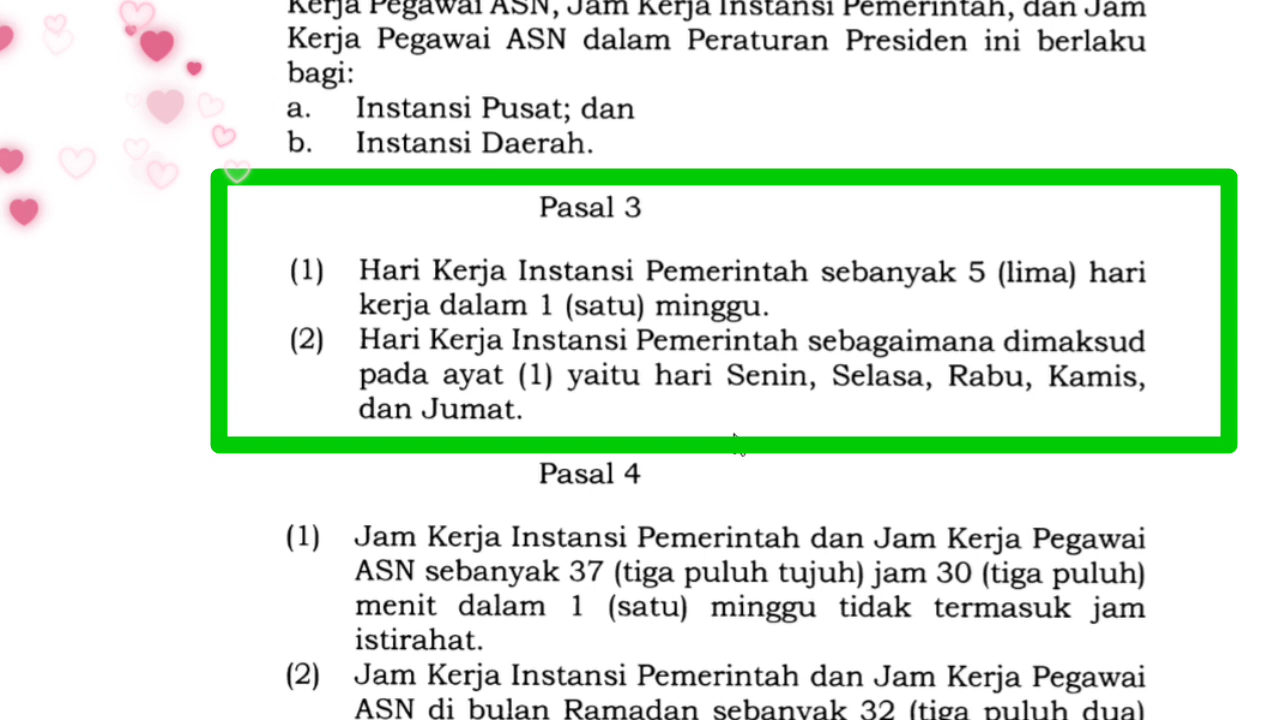 Kerja Pegawai ASN, Jam Kerja Instansi Pemerintah, dan Jam
Kerja Pegawai ASN dalam Peraturan Presiden ini berlaku
bagi:
a. Instansi Pusat; dan
b. Instansi Daerah.
Pasal 3
(1) Hari Kerja Instansi Pemerintah sebanyak 5 (lima) hari
kerja dalam 1 (satu) minggu.
(2) Hari Kerja Instansi Pemerintah sebagaimana dimaksud
pada ayat (1) yaitu hari Senin, Selasa, Rabu, Kamis,
dan Jumat.
Pasal 4
(1) Jam Kerja Instansi Pemerintah dan Jam Kerja Pegawai
ASN sebanyak 37 (tiga puluh tujuh) jam 30 (tiga puluh)
menit dalam 1 (satu) minggu tidak termasuk jam
istirahat.
(2) Jam Kerja Instansi Pemerintah dan Jam Kerja Pegawai
ASN di bulan Ramadan sebanyak 32 (tiga puluh dua)